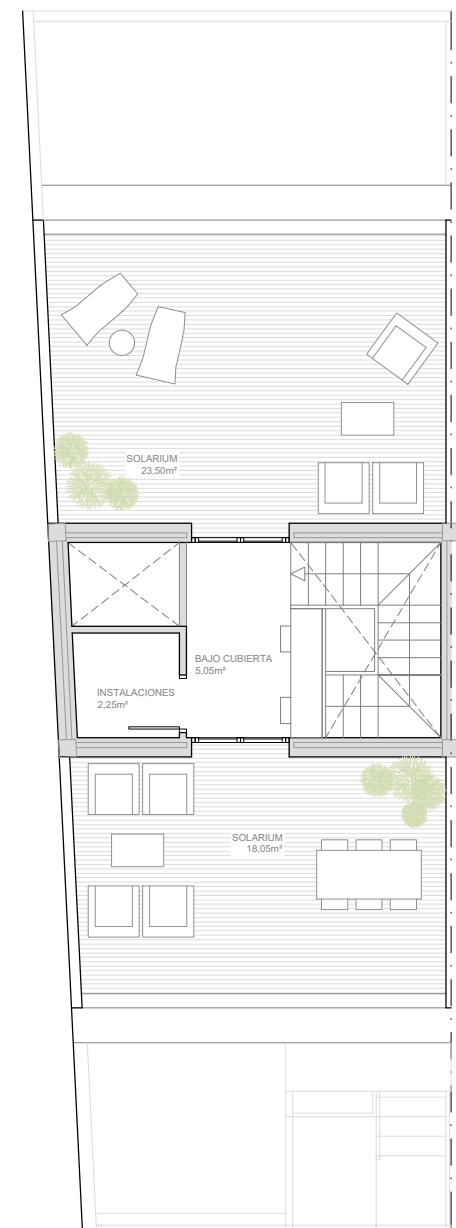 SOLARIUM
23,50m²
BAJO CUBIERTA
5,05m²
INSTALACIONES
2,25m²
SOLARIUM
18,05m²